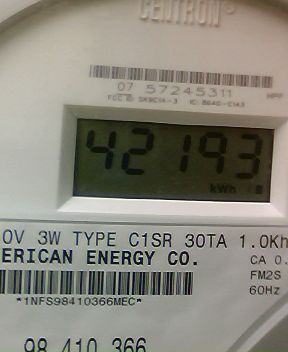 CENTRON®
07 57245311
HPF
42193
kWh
0V 3W TYPE C1SR 30TA 1.0Kh
ERICAN ENERGY CO.
CA 0.
FM2S
60Hz
*1NFS98410366MEC*
98 410 366